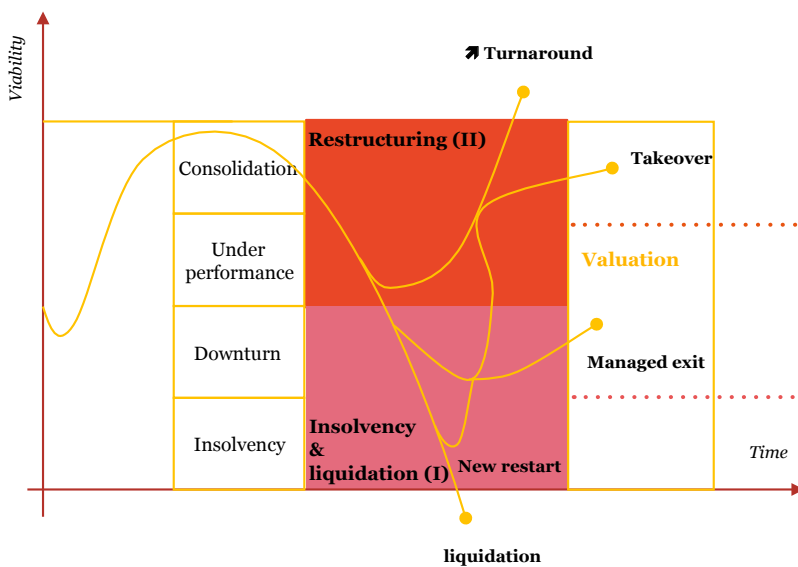 Viability
↗ Turnaround
Restructuring (II)
Consolidation
Takeover
Under
performance
Valuation
Downturn
Managed exit
Insolvency
&
liquidation (I)
Insolvency
New restart
Time
liquidation